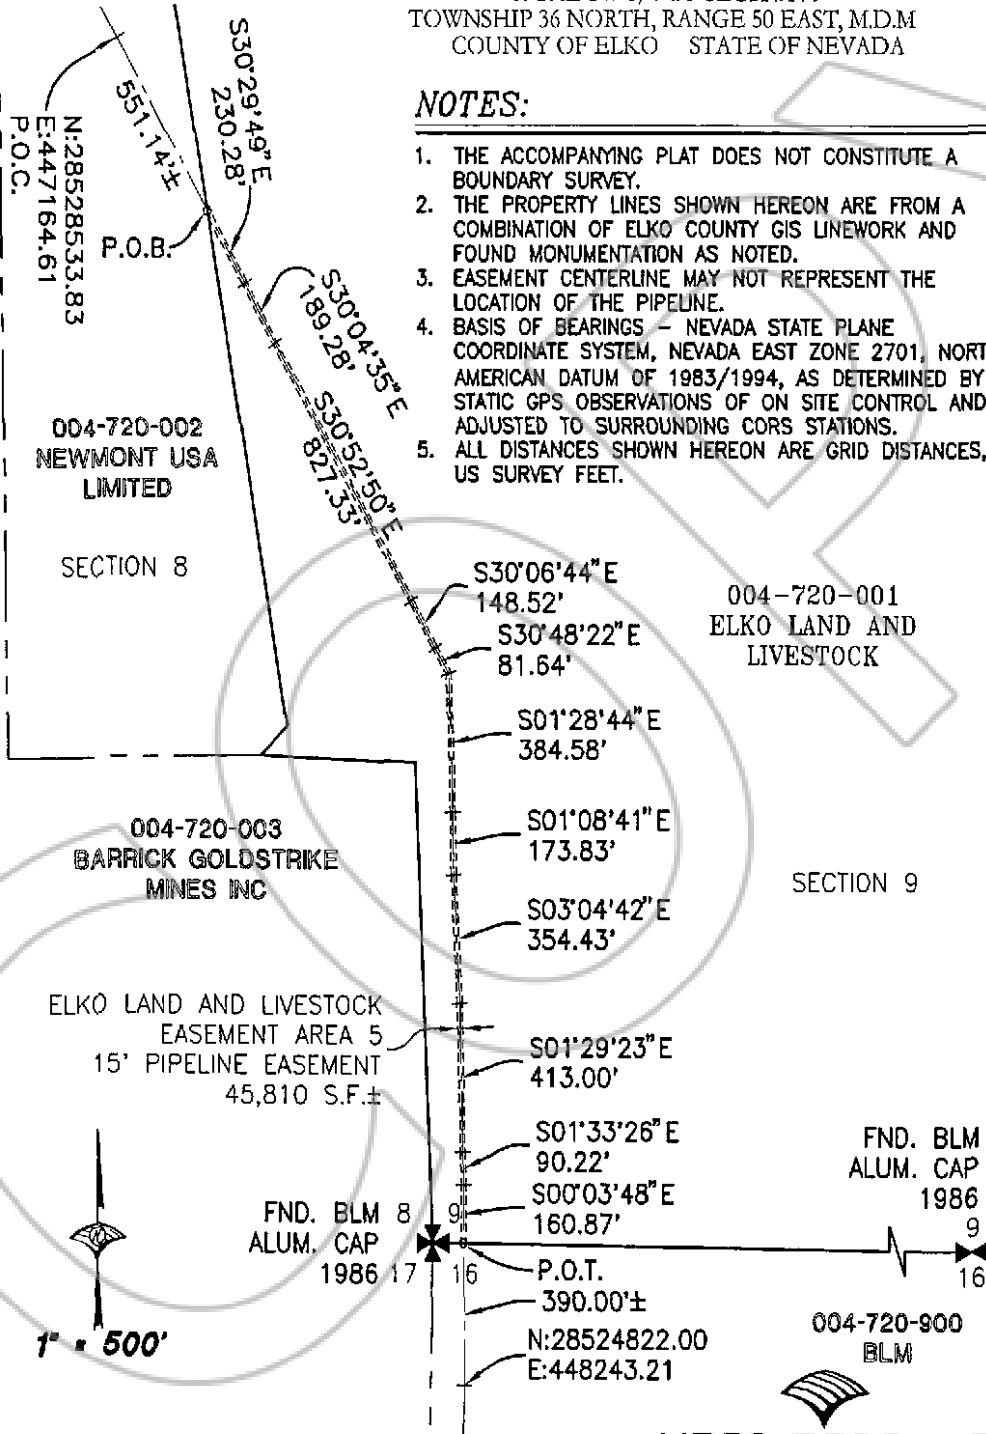 TOWNSHIP 36 NORTH, RANGE 50 EAST, M.D.M
COUNTY OF ELKO STATE OF NEVADA
NOTES:
1. THE ACCOMPANYING PLAT DOES NOT CONSTITUTE A
BOUNDARY SURVEY.
2. THE PROPERTY LINES SHOWN HEREON ARE FROM A
COMBINATION OF ELKO COUNTY GIS LINEWORK AND
FOUND MONUMENTATION AS NOTED.
3. EASEMENT CENTERLINE MAY NOT REPRESENT THE
LOCATION OF THE PIPELINE.
4. BASIS OF BEARINGS – NEVADA STATE PLANE
COORDINATE SYSTEM, NEVADA EAST ZONE 2701, NORT
AMERICAN DATUM OF 1983/1994, AS DETERMINED BY
STATIC GPS OBSERVATIONS OF ON SITE CONTROL AND
ADJUSTED TO SURROUNDING CORS STATIONS.
5. ALL DISTANCES SHOWN HEREON ARE GRID DISTANCES,
US SURVEY FEET.
S30°29'49"E
230.28'
551.14'±
N:28528533.83
E:447164.61
P.O.C.
P.O.B.
S30°04'35"E
189.28'
S30°52'50"E
827.33'
004-720-002
NEWMONT USA
LIMITED
SECTION 8
S30°06'44"E
148.52'
S30°48'22"E
81.64'
004-720-001
ELKO LAND AND
LIVESTOCK
S01°28'44"E
384.58'
S01°08'41"E
173.83'
004-720-003
BARRICK GOLDSTRIKE
MINES INC
SECTION 9
S03°04'42"E
354.43'
ELKO LAND AND LIVESTOCK
EASEMENT AREA 5
15' PIPELINE EASEMENT
45,810 S.F.±
S01°29'23"E
413.00'
S01°33'26"E
90.22'
S00°03'48"E
160.87'
FND. BLM 8 9
ALUM. CAP
1986 17 16
FND. BLM
ALUM. CAP
1986
9
16
P.O.T.
390.00'±
N:28524822.00
E:448243.21
1" = 500'
004-720-900
BLM